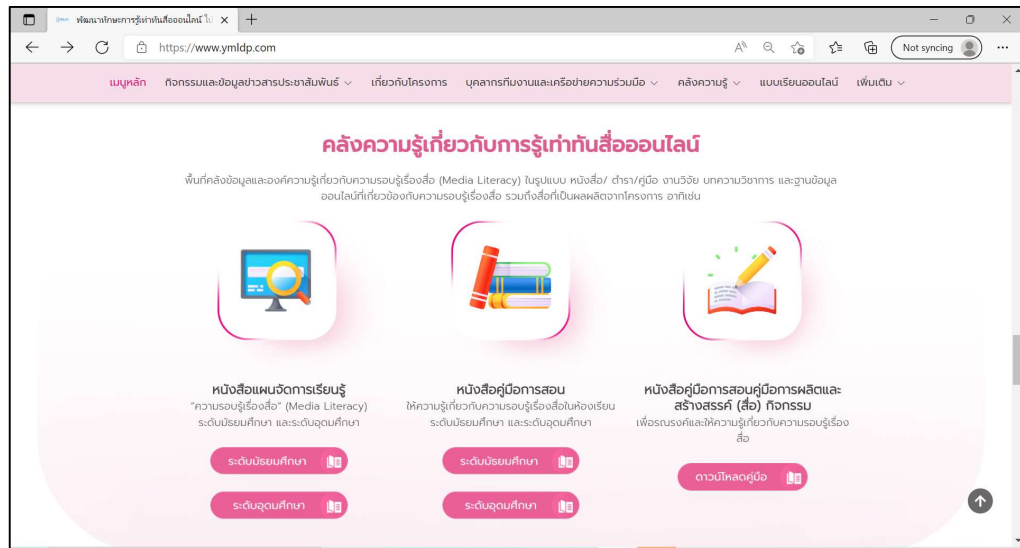 พัฒนาทักษะการรู้เท่าทันสื่อออนไลน์ ใน
https://www.ymldp.com
Not syncing
เมนูหลัก กิจกรรมและข้อมูลข่าวสารประชาสัมพันธ์ เกี่ยวกับโครงการ บุคลากรทีมงานและเครือข่ายความร่วมมือ คลังความรู้ แบบเรียนออนไลน์ เพิ่มเติม
คลังความรู้เกี่ยวกับการรู้เท่าทันสื่อออนไลน์
พื้นที่คลังข้อมูลและองค์ความรู้เกี่ยวกับความรอบรู้เรื่องสื่อ (Media Literacy) ในรูปแบบ หนังสือ/ ตำรา/คู่มือ งานวิจัย บทความวิชาการ และฐานข้อมูล
ออนไลน์ที่เกี่ยวข้องกับความรอบรู้เรื่องสื่อ รวมถึงสื่อที่เป็นผลผลิตจากโครงการ อาทิเช่น
หนังสือแผนจัดการเรียนรู้
“ความรอบรู้เรื่องสื่อ” (Media Literacy)
ระดับมัธยมศึกษา และระดับอุดมศึกษา
ระดับมัธยมศึกษา
ระดับอุดมศึกษา
หนังสือคู่มือการสอน
ให้ความรู้เกี่ยวกับความรอบรู้เรื่องสื่อในห้องเรียน
ระดับมัธยมศึกษา และระดับอุดมศึกษา
ระดับมัธยมศึกษา
ระดับอุดมศึกษา
หนังสือคู่มือการสอนคู่มือการผลิตและ
สร้างสรรค์ (สื่อ) กิจกรรม
เพื่อรณรงค์และให้ความรู้เกี่ยวกับความรอบรู้เรื่อง
สื่อ
ดาวน์โหลดคู่มือ